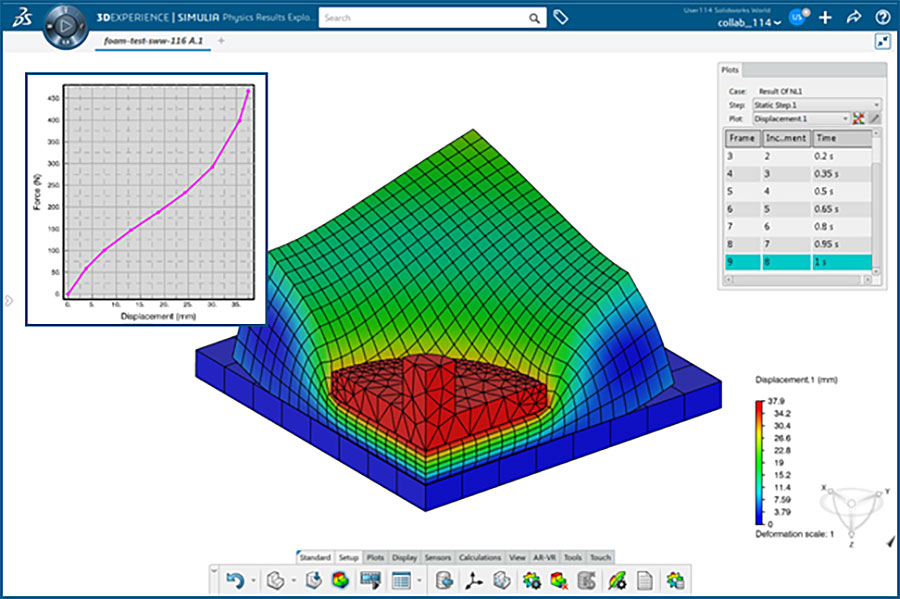 3DEXPERIENCE | SIMULIA Physics Results Explo...
Search
User114 Solidworks World
collab_114
US
foam-test-sww-116 A.1
+
Force (N)
450.
400.
350.
300.
250.
200.
150.
100.
50.
0.
0. 5. 10. 15. 20. 25. 30. 35.
Displacement (mm)
Plots
Case: Result Of NL1
Step: Static Step.1
Plot: Displacement.1
Frame Inc...ment Time
3 2 0.2 s
4 3 0.35 s
5 4 0.5 s
6 5 0.65 s
7 6 0.8 s
8 7 0.95 s
9 8 1 s
Displacement.1 (mm)
37.9
34.2
30.4
26.6
22.8
19
15.2
11.4
7.59
3.79
0
Deformation scale: 1
X Y
Z
Standard Setup Plots Display Sensors Calculations View AR-VR Tools Touch